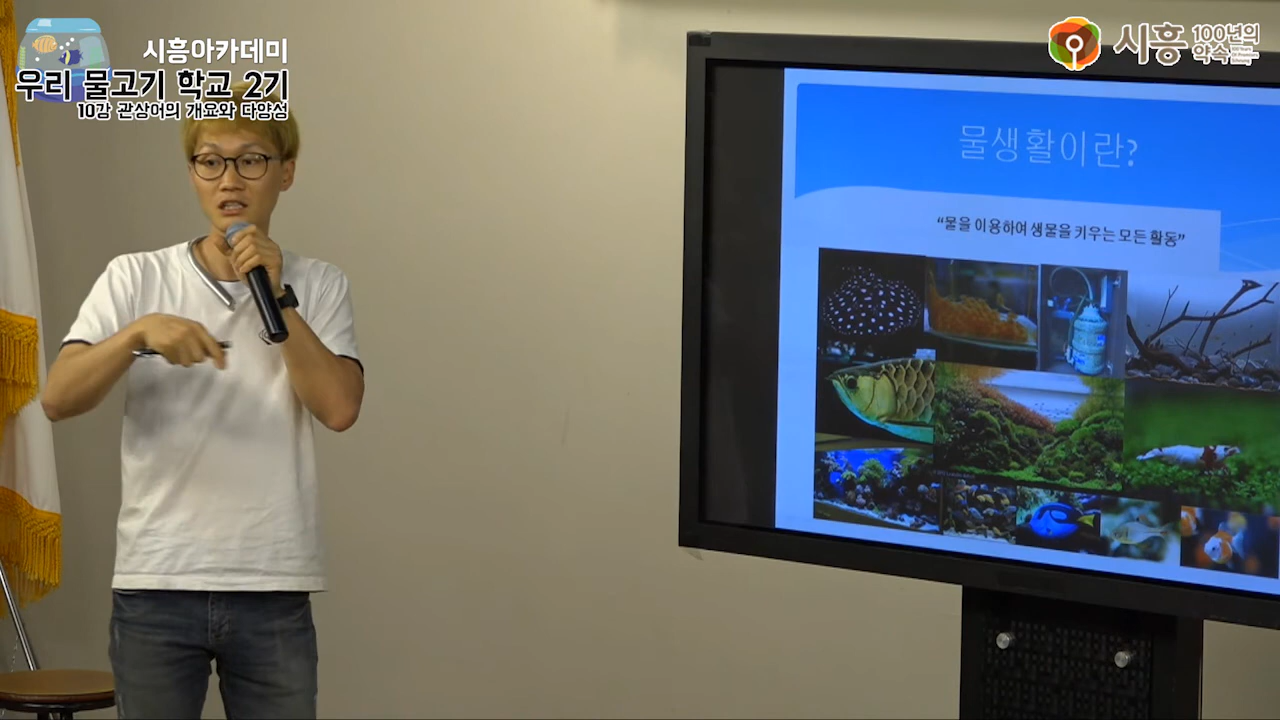 시흥아카데미
우리 물고기 학교 2기
10강 관상어의 개요와 다양성
시흥 100년의 약속
물생활이란?
“물을 이용하여 생물을 키우는 모든 활동”